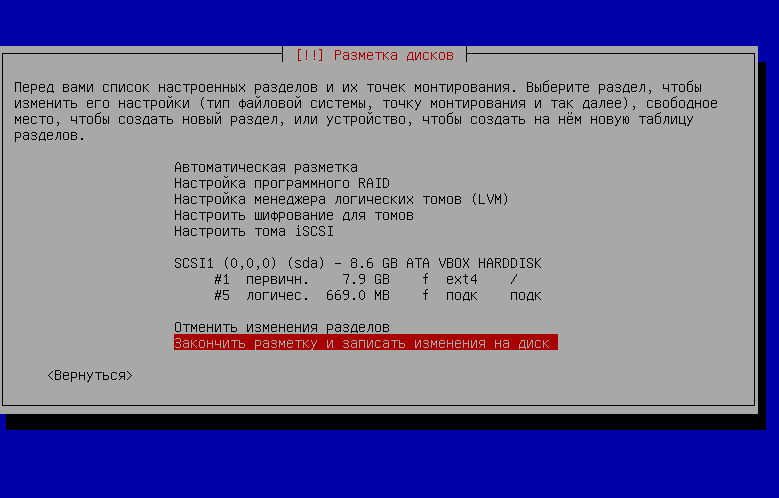 [!!] Разметка дисков
Перед вами список настроенных разделов и их точек монтирования. Выберите раздел, чтобы
изменить его настройки (тип файловой системы, точку монтирования и так далее), свободное
место, чтобы создать новый раздел, или устройство, чтобы создать на нём новую таблицу
разделов.
Автоматическая разметка
Настройка программного RAID
Настройка менеджера логических томов (LVM)
Настроить шифрование для томов
Настроить тома iSCSI
SCSI1 (0,0,0) (sda) - 8.6 GB ATA VBOX HARDDISK
#1 первичн. 7.9 GB f ext4 /
#5 логичес. 669.0 MB f подк подк
Отменить изменения разделов
Закончить разметку и записать изменения на диск
<Вернуться>